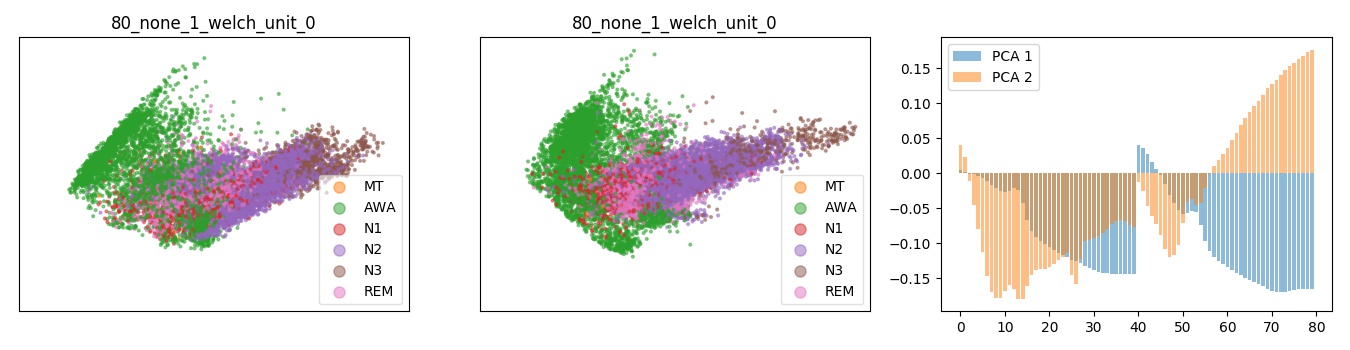 80_none_1_welch_unit_0
MT
AWA
N1
N2
N3
REM
80_none_1_welch_unit_0
MT
AWA
N1
N2
N3
REM
PCA 1
PCA 2
0.15
0.10
0.05
0.00
−0.05
−0.10
−0.15
0 10 20 30 40 50 60 70 80